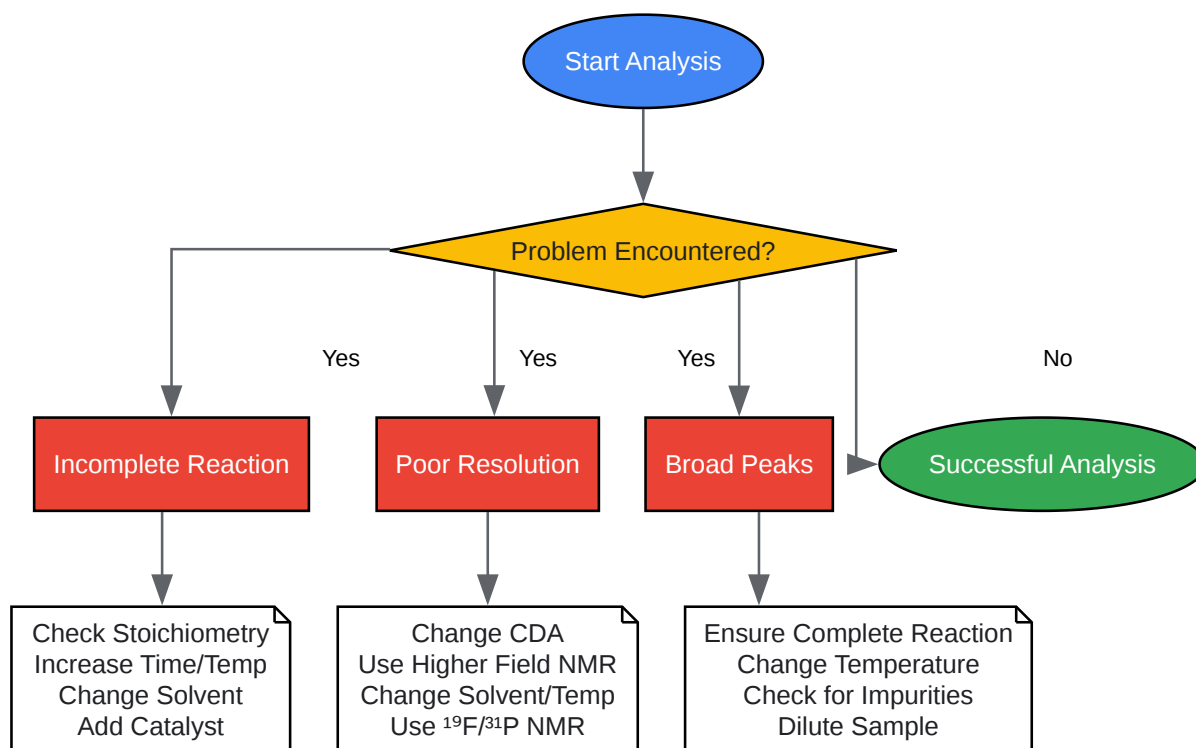 Start Analysis
Problem Encountered?
Yes
Yes
Yes
No
Incomplete Reaction
Poor Resolution
Broad Peaks
Successful Analysis
Check Stoichiometry
Increase Time/Temp
Change Solvent
Add Catalyst
Change CDA
Use Higher Field NMR
Change Solvent/Temp
Use ¹⁹F/³¹P NMR
Ensure Complete Reaction
Change Temperature
Check for Impurities
Dilute Sample